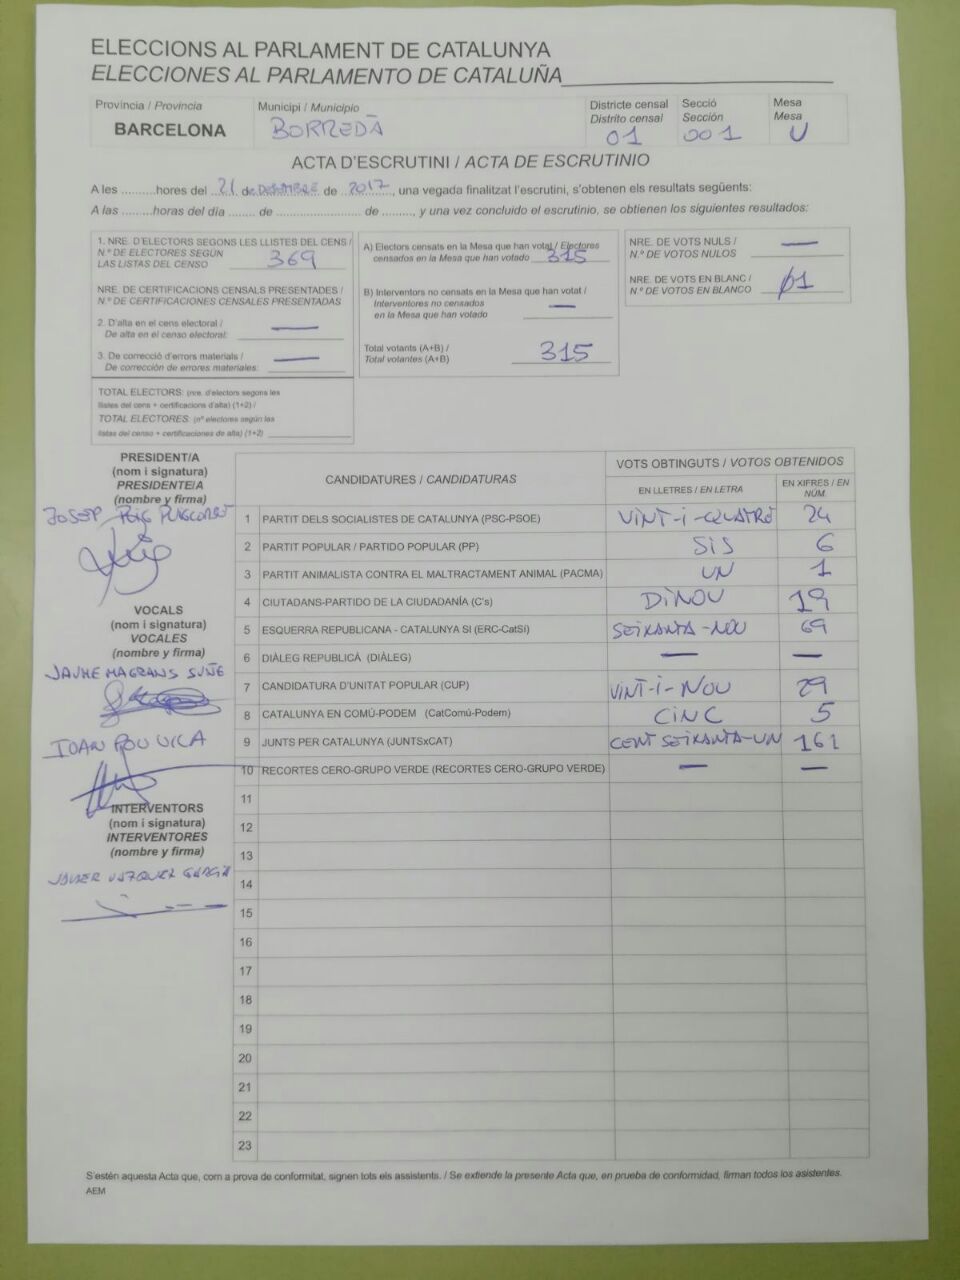 ELECCIONS AL PARLAMENT DE CATALUNYA
ELECCIONES AL PARLAMENTO DE CATALUÑA
Província / Provincia
BARCELONA
Municipi / Municipio
BORREDÀ
Districte censal
Distrito censal
01
Secció
Sección
001
Mesa
Mesa
U
ACTA D'ESCRUTINI / ACTA DE ESCRUTINIO
A les ..........hores del 21 de DESEMBRE de 2017, una vegada finalitzat l'escrutini, s'obtenen els resultats següents:
A las ..........horas del día ........ de .......................... de .........., y una vez concluido el escrutinio, se obtienen los siguientes resultados:
1. NRE. D'ELECTORS SEGONS LES LLISTES DEL CENS /
N.º DE ELECTORES SEGÚN
LAS LISTAS DEL CENSO 369
NRE. DE CERTIFICACIONS CENSALS PRESENTADES /
N.º DE CERTIFICACIONES CENSALES PRESENTADAS
2. D'alta en el cens electoral /
De alta en el censo electoral: —
3. De correcció d'errors materials /
De corrección de errores materiales: —
TOTAL ELECTORS: (nre. d'electors segons les
llistes del cens + certificacions d'alta) (1+2) /
TOTAL ELECTORES: (nº electores según las
listas del censo + certificaciones de alta) (1+2)
A) Electors censats en la Mesa que han votat / Electores
censados en la Mesa que han votado 315
B) Interventors no censats en la Mesa que han votat /
Interventores no censados
en la Mesa que han votado —
Total votants (A+B) /
Total votantes (A+B) 315
NRE. DE VOTS NULS /
N.º DE VOTOS NULOS —
NRE. DE VOTS EN BLANC /
N.º DE VOTOS EN BLANCO 01
PRESIDENT/A
(nom i signatura)
PRESIDENTE/A
(nombre y firma)
JOSEP PUIG
VOCALS
(nom i signatura)
VOCALES
(nombre y firma)
JAUME MAGRANS SUÑE
JOAN POU VILA
INTERVENTORS
(nom i signatura)
INTERVENTORES
(nombre y firma)
JAVIER VAZQUEZ GARCIA
CANDIDATURES / CANDIDATURAS
VOTS OBTINGUTS / VOTOS OBTENIDOS
EN LLETRES / EN LETRA
EN XIFRES / EN
NÚM.
1 PARTIT DELS SOCIALISTES DE CATALUNYA (PSC-PSOE) VINT-I-QUATRE 24
2 PARTIT POPULAR / PARTIDO POPULAR (PP) SIS 6
3 PARTIT ANIMALISTA CONTRA EL MALTRACTAMENT ANIMAL (PACMA) UN 1
4 CIUTADANS-PARTIDO DE LA CIUDADANÍA (C's) DINOU 19
5 ESQUERRA REPUBLICANA - CATALUNYA SI (ERC-CatSí) SEIXANTA-NOU 69
6 DIÀLEG REPUBLICÀ (DIÀLEG) — —
7 CANDIDATURA D'UNITAT POPULAR (CUP) VINT-I-NOU 29
8 CATALUNYA EN COMÚ-PODEM (CatComú-Podem) CINC 5
9 JUNTS PER CATALUNYA (JUNTSxCAT) CENT SEIXANTA-UN 161
10 RECORTES CERO-GRUPO VERDE (RECORTES CERO-GRUPO VERDE) — —
11
12
13
14
15
16
17
18
19
20
21
22
23
S'estén aquesta Acta que, com a prova de conformitat, signen tots els assistents. / Se extiende la presente Acta que, en prueba de conformidad, firman todos los asistentes.
AEM